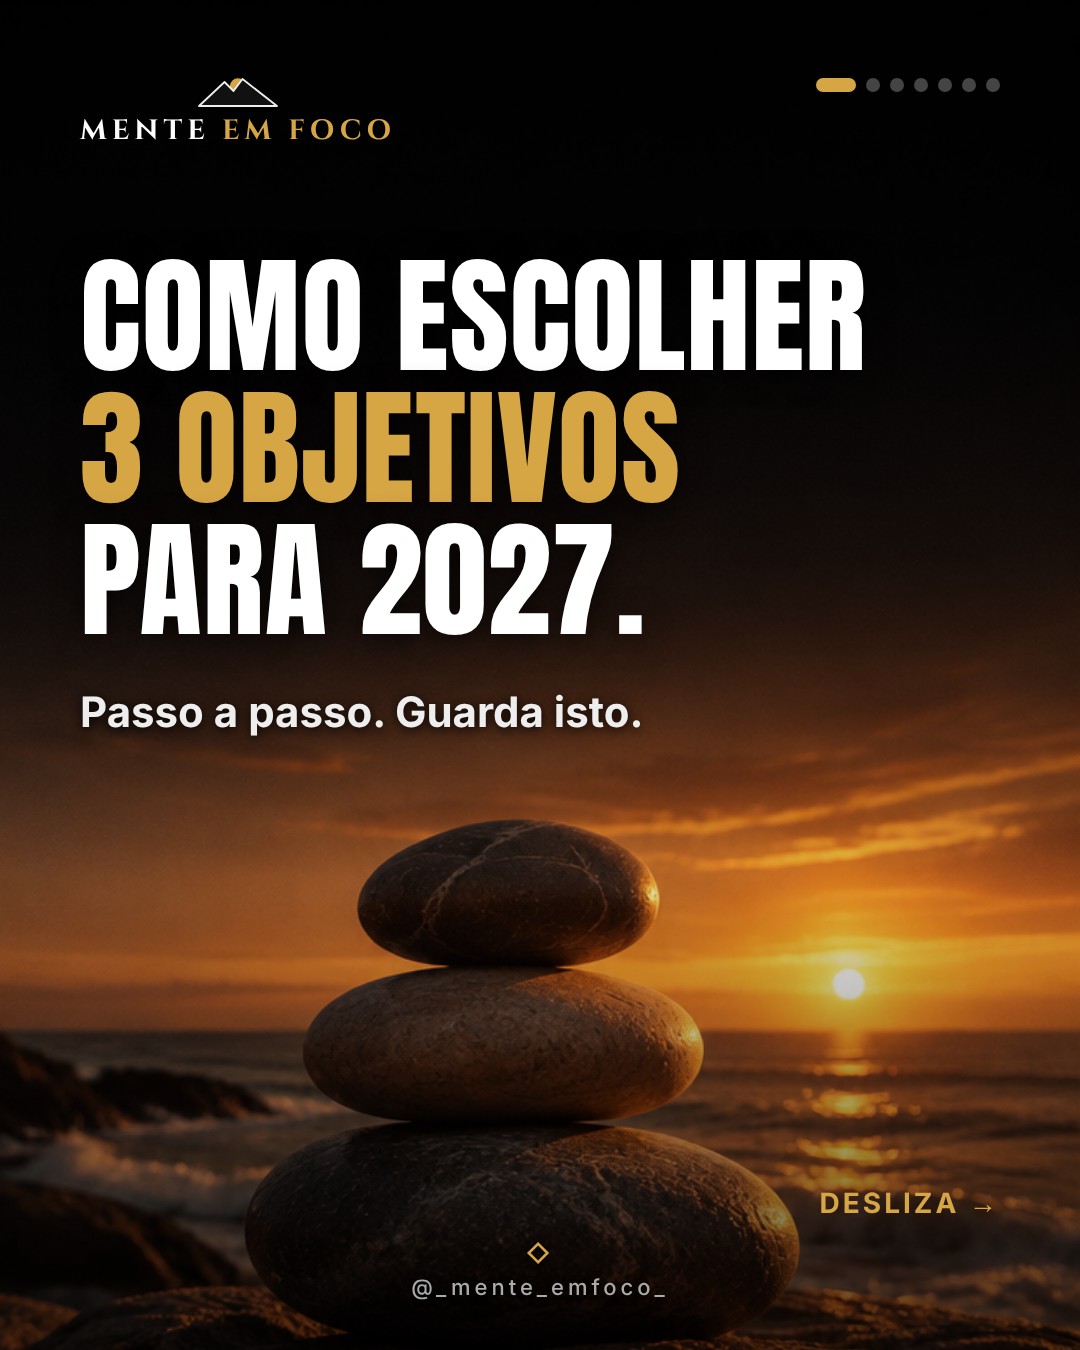 MENTE EM FOCO
COMO ESCOLHER
3 OBJETIVOS
PARA 2027.
Passo a passo. Guarda isto.
DESLIZA →
@_mente_emfoco_